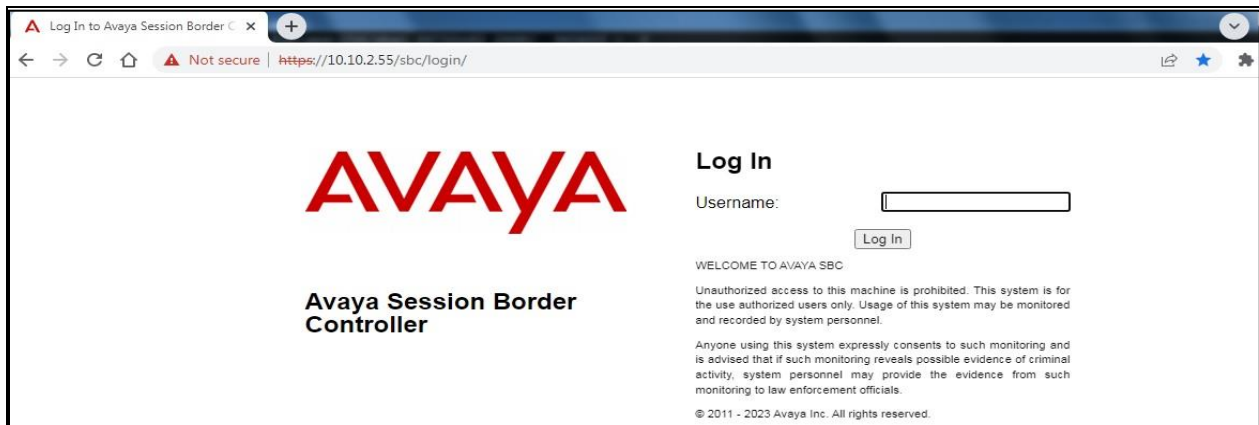 Log In to Avaya Session Border C
Not secure | https://10.10.2.55/sbc/login/
AVAYA
Avaya Session Border
Controller
Log In
Username:
Log In
WELCOME TO AVAYA SBC
Unauthorized access to this machine is prohibited. This system is for
the use authorized users only. Usage of this system may be monitored
and recorded by system personnel.
Anyone using this system expressly consents to such monitoring and
is advised that if such monitoring reveals possible evidence of criminal
activity, system personnel may provide the evidence from such
monitoring to law enforcement officials.
© 2011 - 2023 Avaya Inc. All rights reserved.